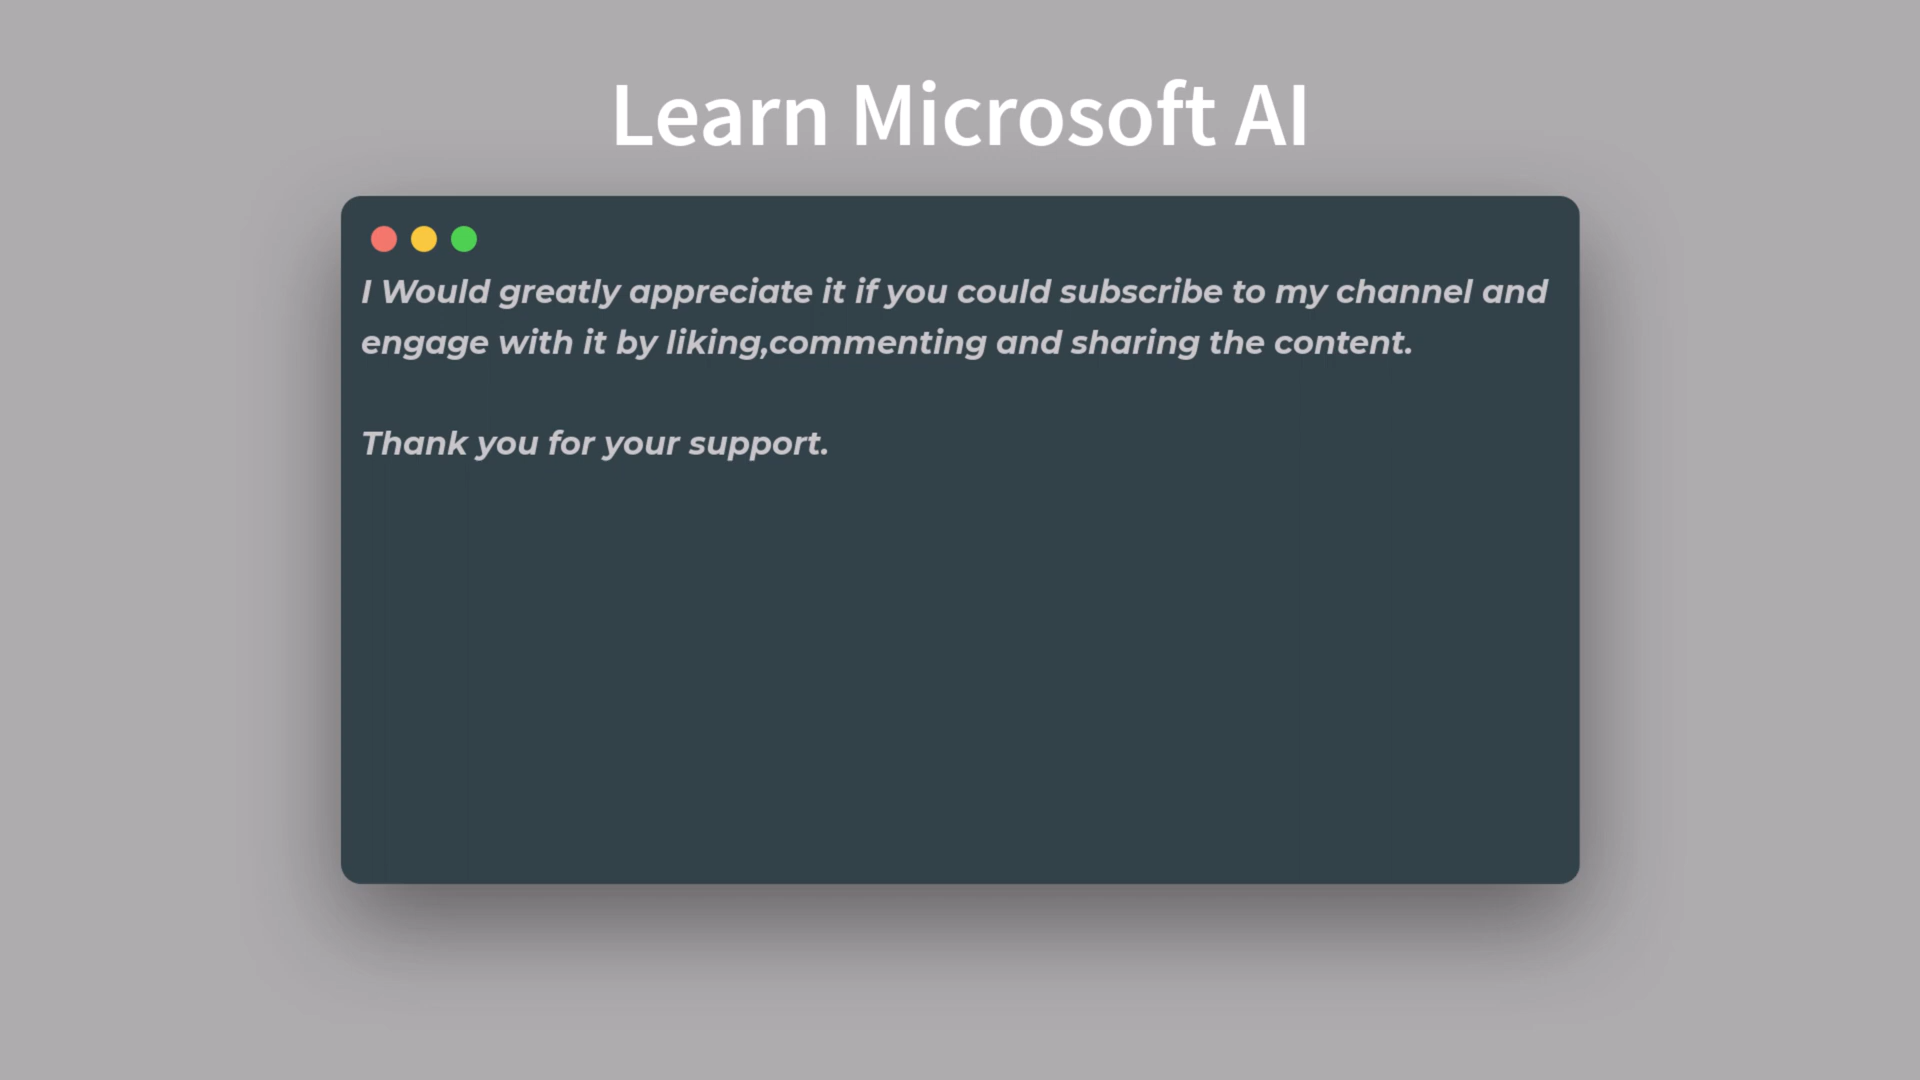 Learn Microsoft AI
I Would greatly appreciate it if you could subscribe to my channel and
engage with it by liking,commenting and sharing the content.
Thank you for your support.